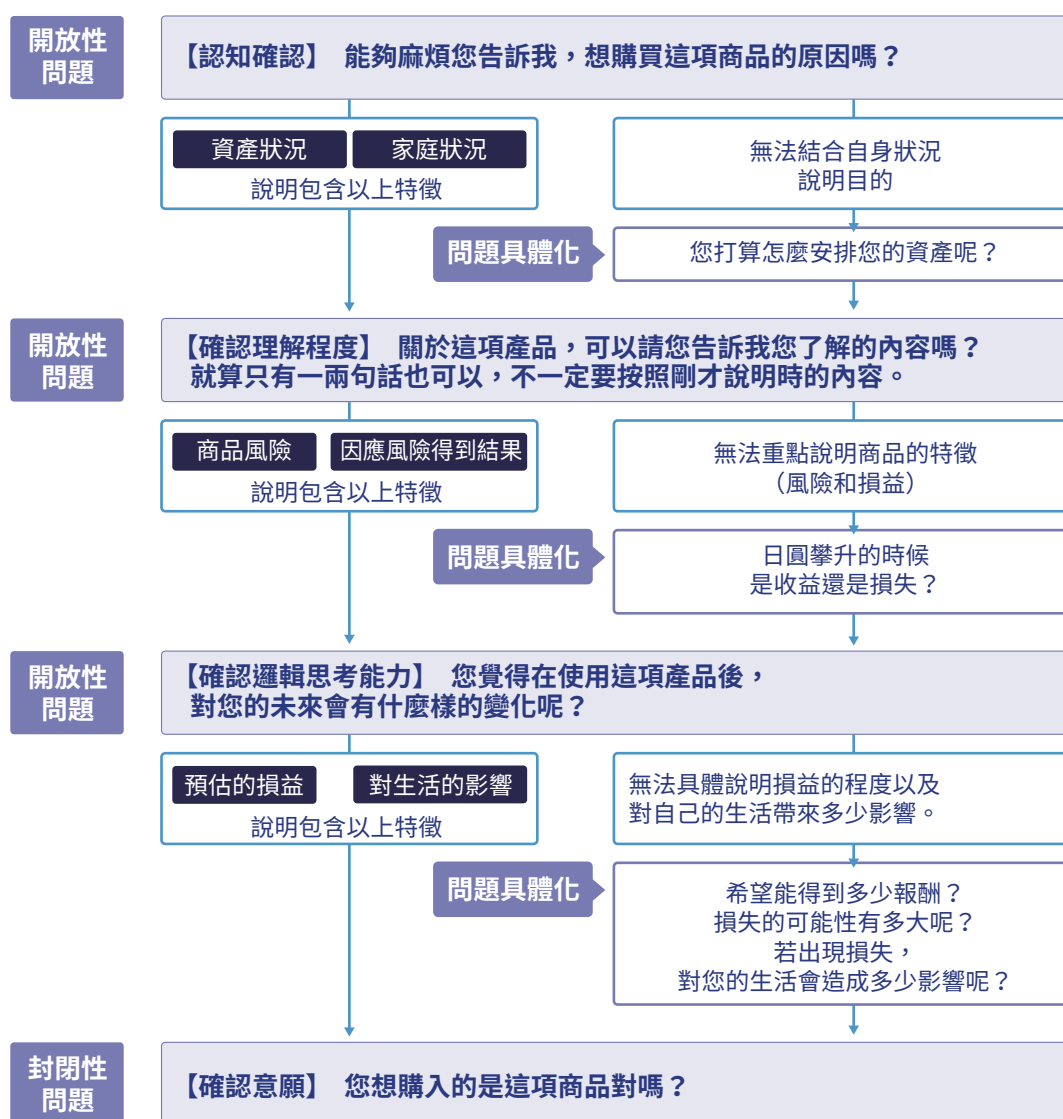 開放性
問題
【認知確認】 能夠麻煩您告訴我，想購買這項商品的原因嗎？
資產狀況
家庭狀況
說明包含以上特徵
無法結合自身狀況
說明目的
問題具體化
您打算怎麼安排您的資產呢？
開放性
問題
【確認理解程度】 關於這項產品，可以請您告訴我您了解的內容嗎？
就算只有一兩句話也可以，不一定要按照剛才說明時的內容。
商品風險
因應風險得到結果
說明包含以上特徵
無法重點說明商品的特徵
（風險和損益）
問題具體化
日圓攀升的時候
是收益還是損失？
開放性
問題
【確認邏輯思考能力】 您覺得在使用這項產品後，
對您的未來會有什麼樣的變化呢？
預估的損益
對生活的影響
說明包含以上特徵
無法具體說明損益的程度以及
對自己的生活帶來多少影響。
問題具體化
希望能得到多少報酬？
損失的可能性有多大呢？
若出現損失，
對您的生活會造成多少影響呢？
封閉性
問題
【確認意願】 您想購入的是這項商品對嗎？